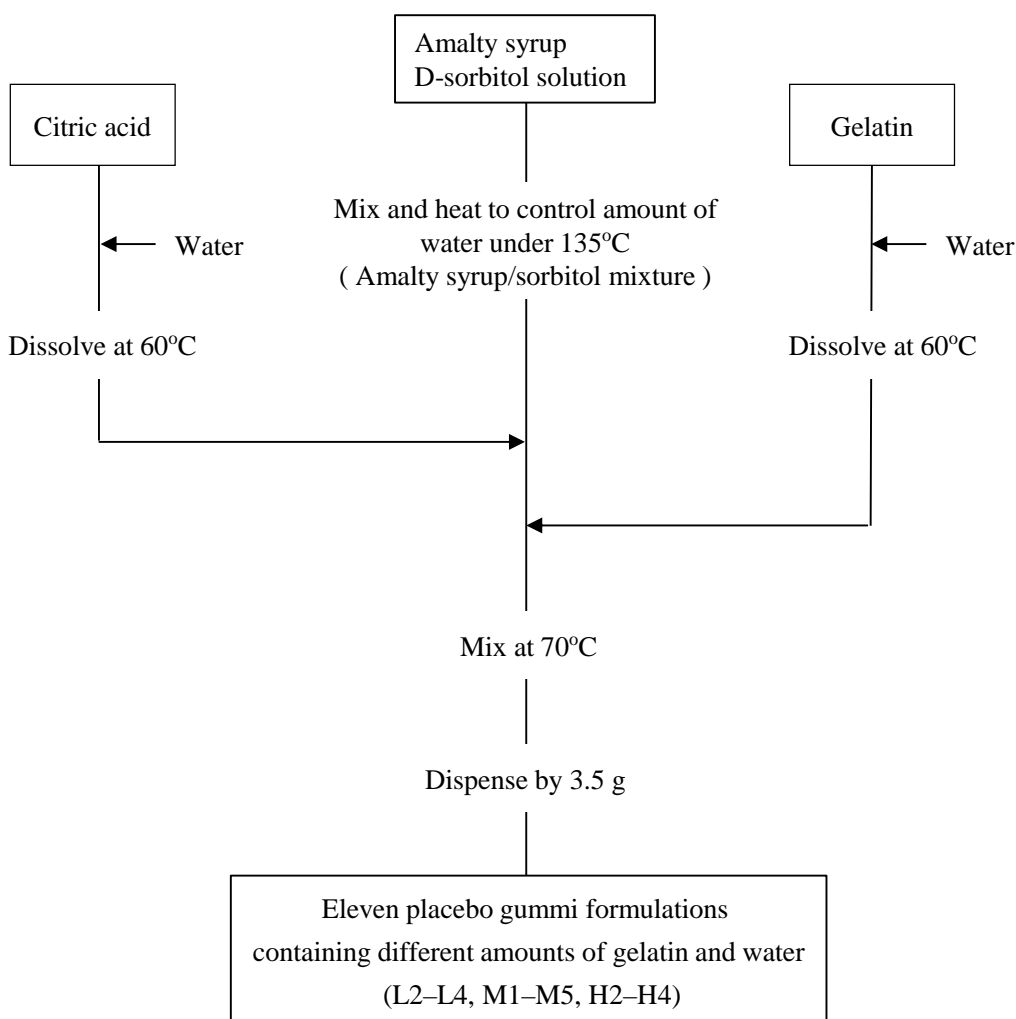 Amalty syrup
D-sorbitol solution
Citric acid
Gelatin
Mix and heat to control amount of
water under 135°C
( Amalty syrup/sorbitol mixture )
Water
Water
Dissolve at 60°C
Dissolve at 60°C
Mix at 70°C
Dispense by 3.5 g
Eleven placebo gummi formulations
containing different amounts of gelatin and water
(L2–L4, M1–M5, H2–H4)